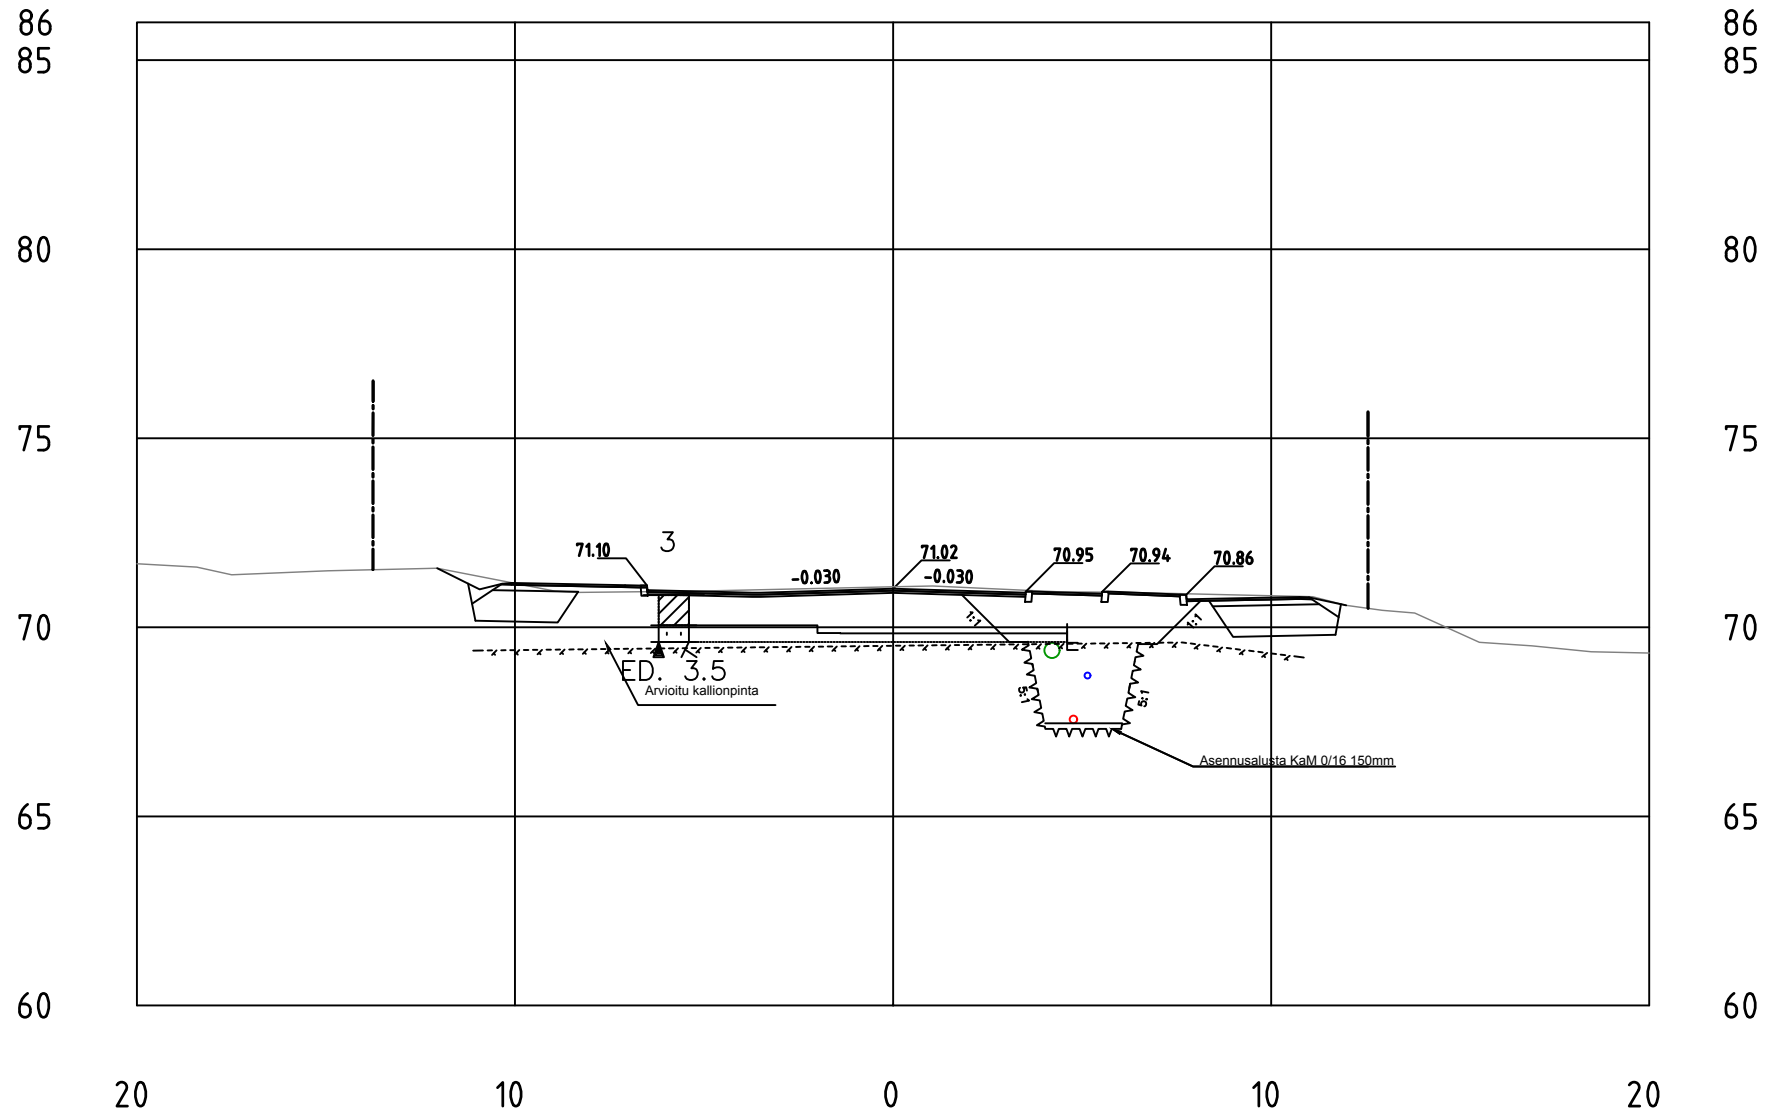 86 86
85 85
80 80
75 75
3
71.10 71.02 70.95 70.94 70.86
-0.030 -0.030
1:1 1:1
70 70
ED. 3.5
Arvioitu kallionpinta
5:1 5:1
Asennusalusta KaM 0/16 150mm
65 65
60 60
20 10 0 10 20